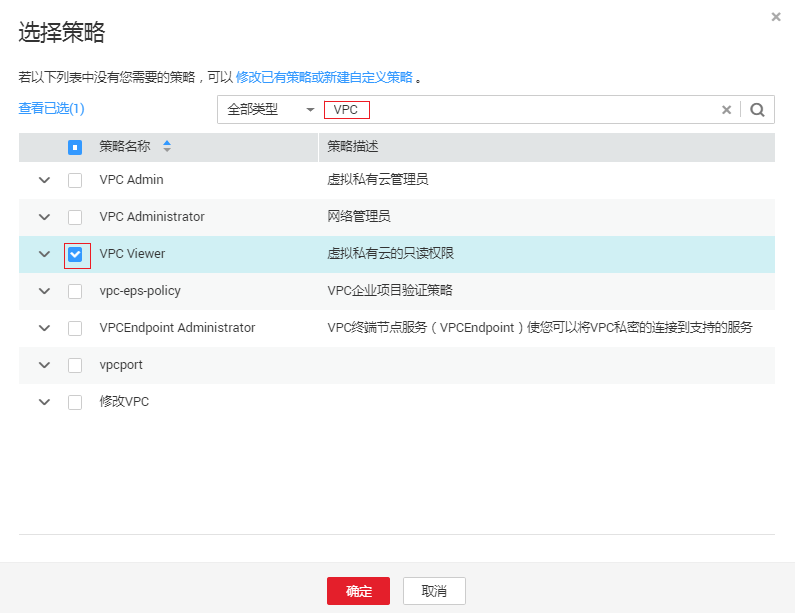 选择策略
若以下列表中没有您需要的策略，可以 修改已有策略或新建自定义策略 。
查看已选(1) 全部类型 VPC
策略名称 策略描述
VPC Admin 虚拟私有云管理员
VPC Administrator 网络管理员
VPC Viewer 虚拟私有云的只读权限
vpc-eps-policy VPC企业项目验证策略
VPCEndpoint Administrator VPC终端节点服务（VPCEndpoint）使您可以将VPC私密的连接到支持的服务
vpcport
修改VPC
确定 取消